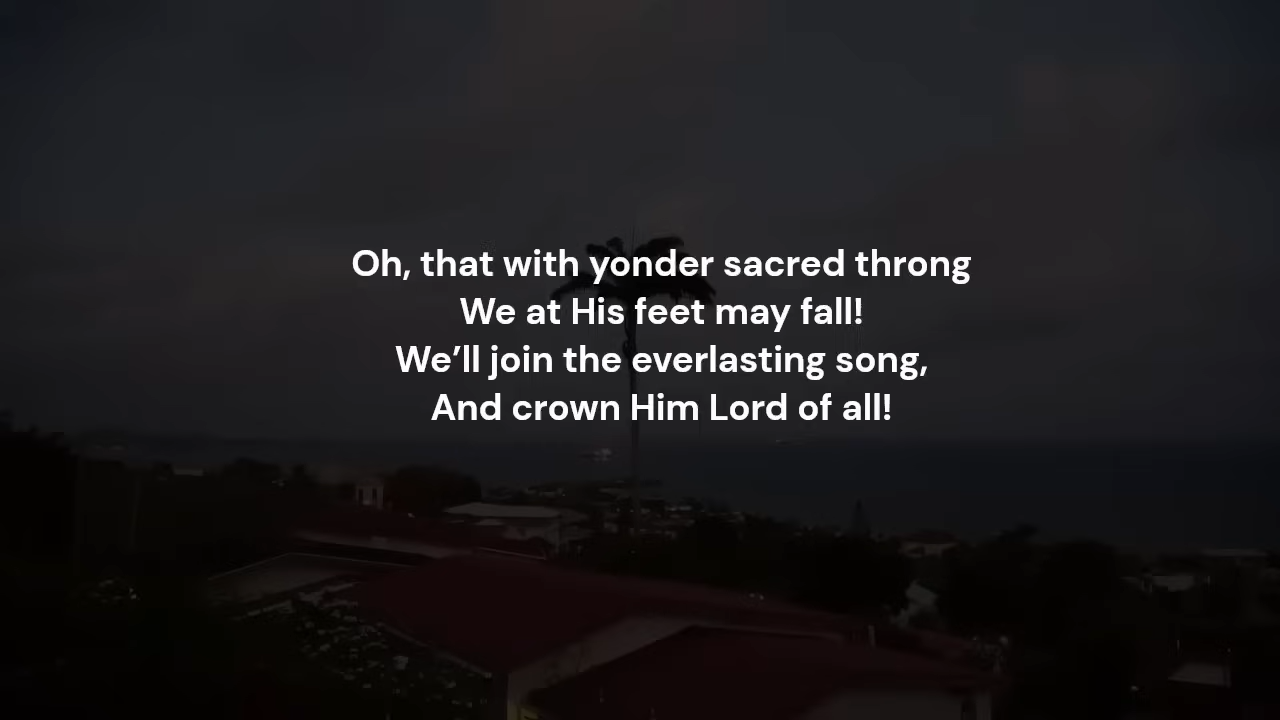 Oh, that with yonder sacred throng
We at His feet may fall!
We’ll join the everlasting song,
And crown Him Lord of all!